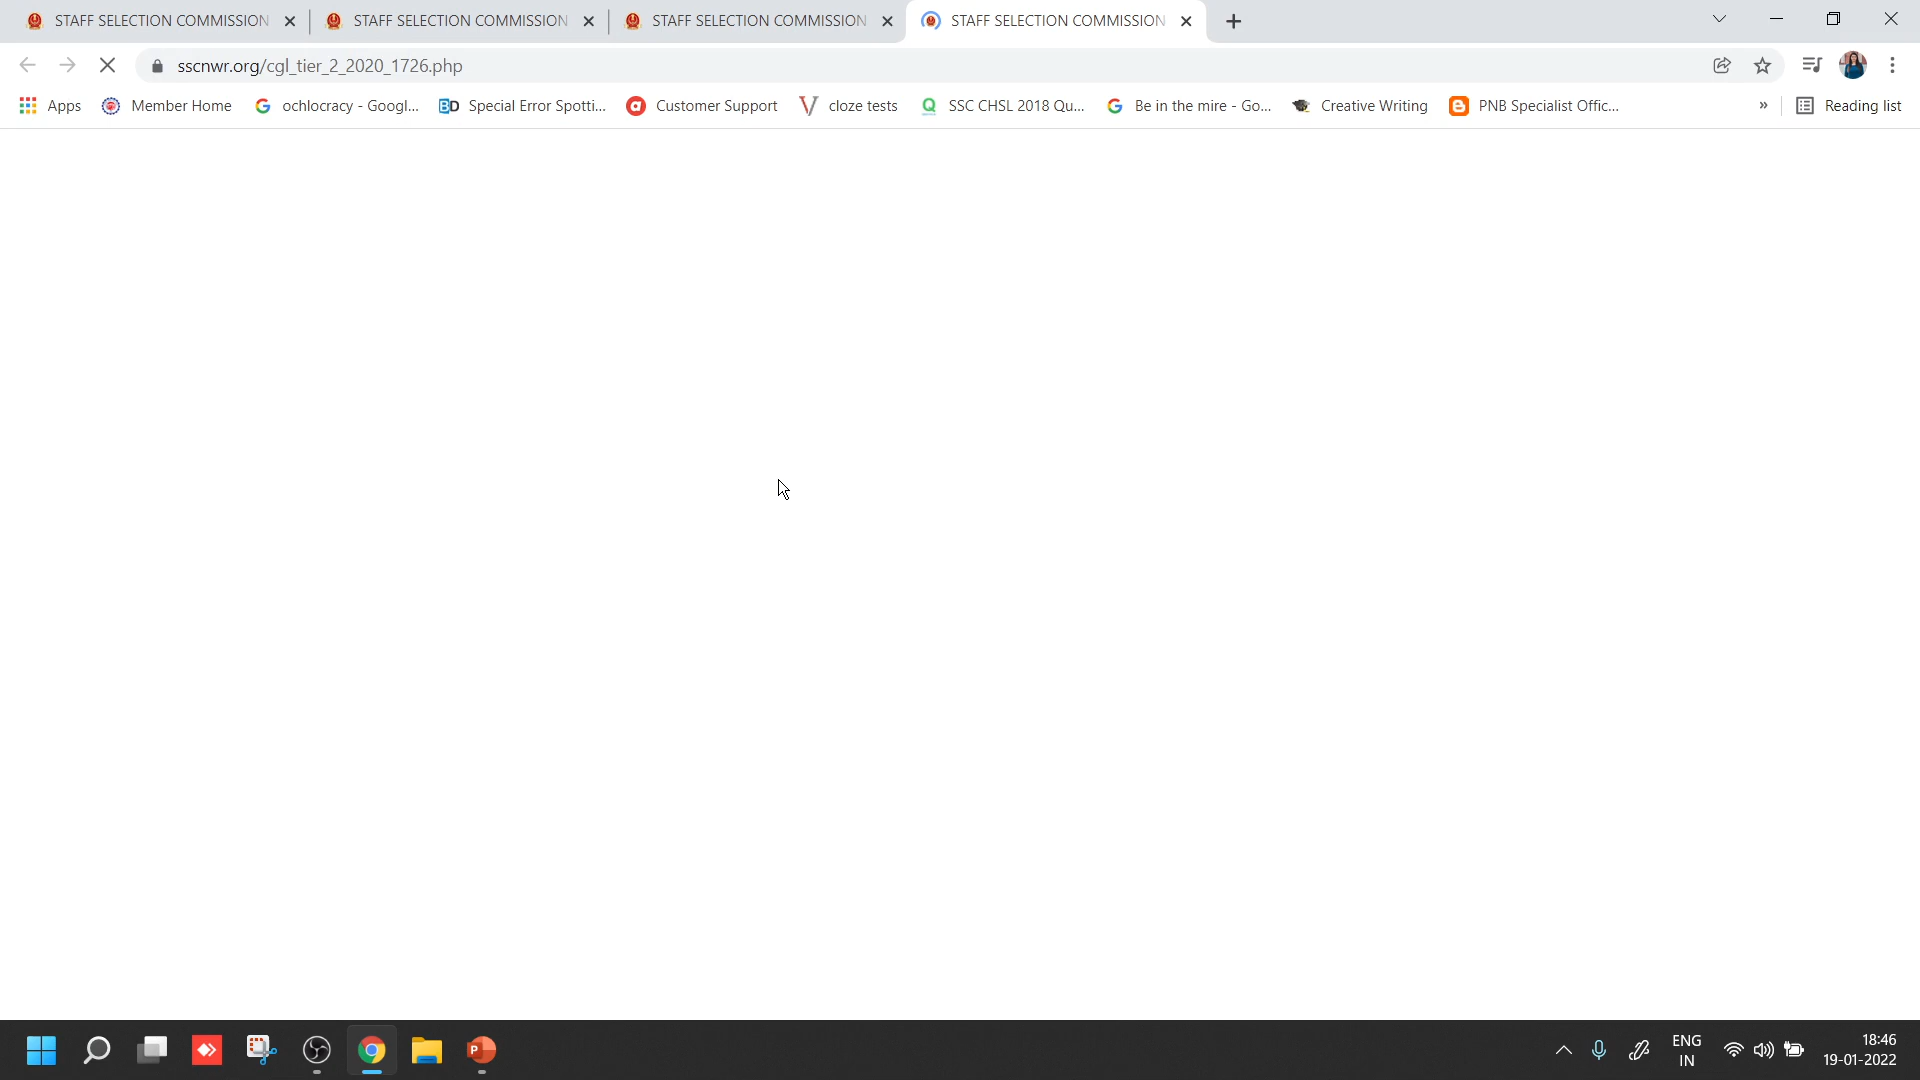 STAFF SELECTION COMMISSION
STAFF SELECTION COMMISSION
STAFF SELECTION COMMISSION
STAFF SELECTION COMMISSION
sscnwr.org/cgl_tier_2_2020_1726.php
Apps
Member Home
ochlocracy - Googl...
Special Error Spotti...
Customer Support
cloze tests
SSC CHSL 2018 Qu...
Be in the mire - Go...
Creative Writing
PNB Specialist Offic...
»
Reading list
ENG
IN
18:46
19-01-2022